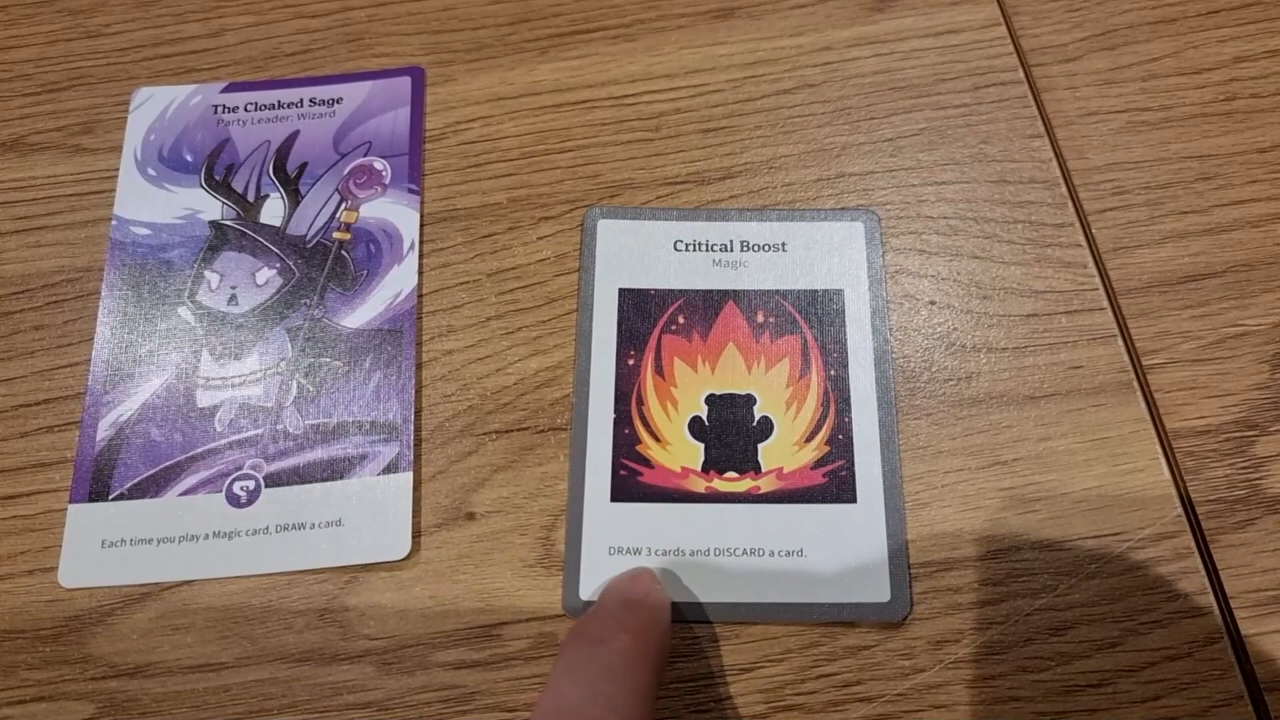 The Cloaked Sage
Party Leader: Wizard
Each time you play a Magic card, DRAW a card.
Critical Boost
Magic
DRAW 3 cards and DISCARD a card.